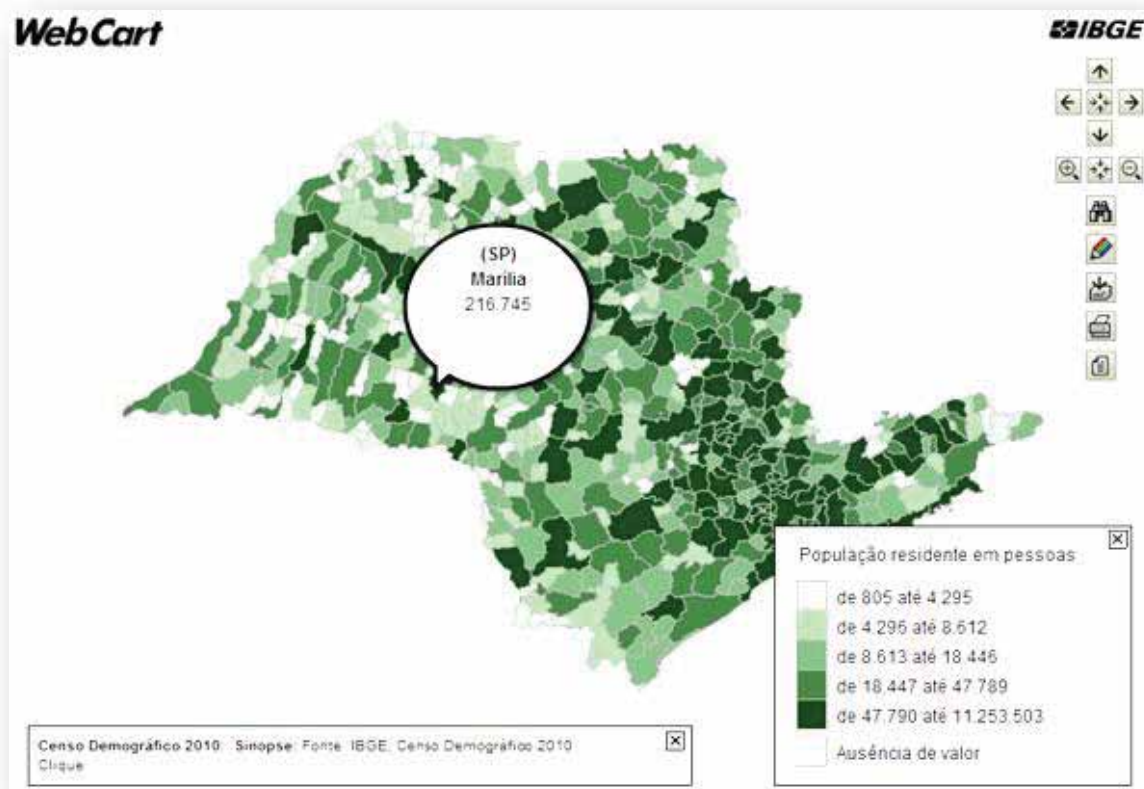 WebCart
IBGE
(SP)
Marília
216.745
População residente em pessoas
de 805 até 4.295
de 4.296 até 8.612
de 8.613 até 18.446
de 18.447 até 47.789
de 47.790 até 11.253.503
Ausência de valor
Censo Demográfico 2010 Sinopse: Fonte: IBGE, Censo Demográfico 2010
Clique